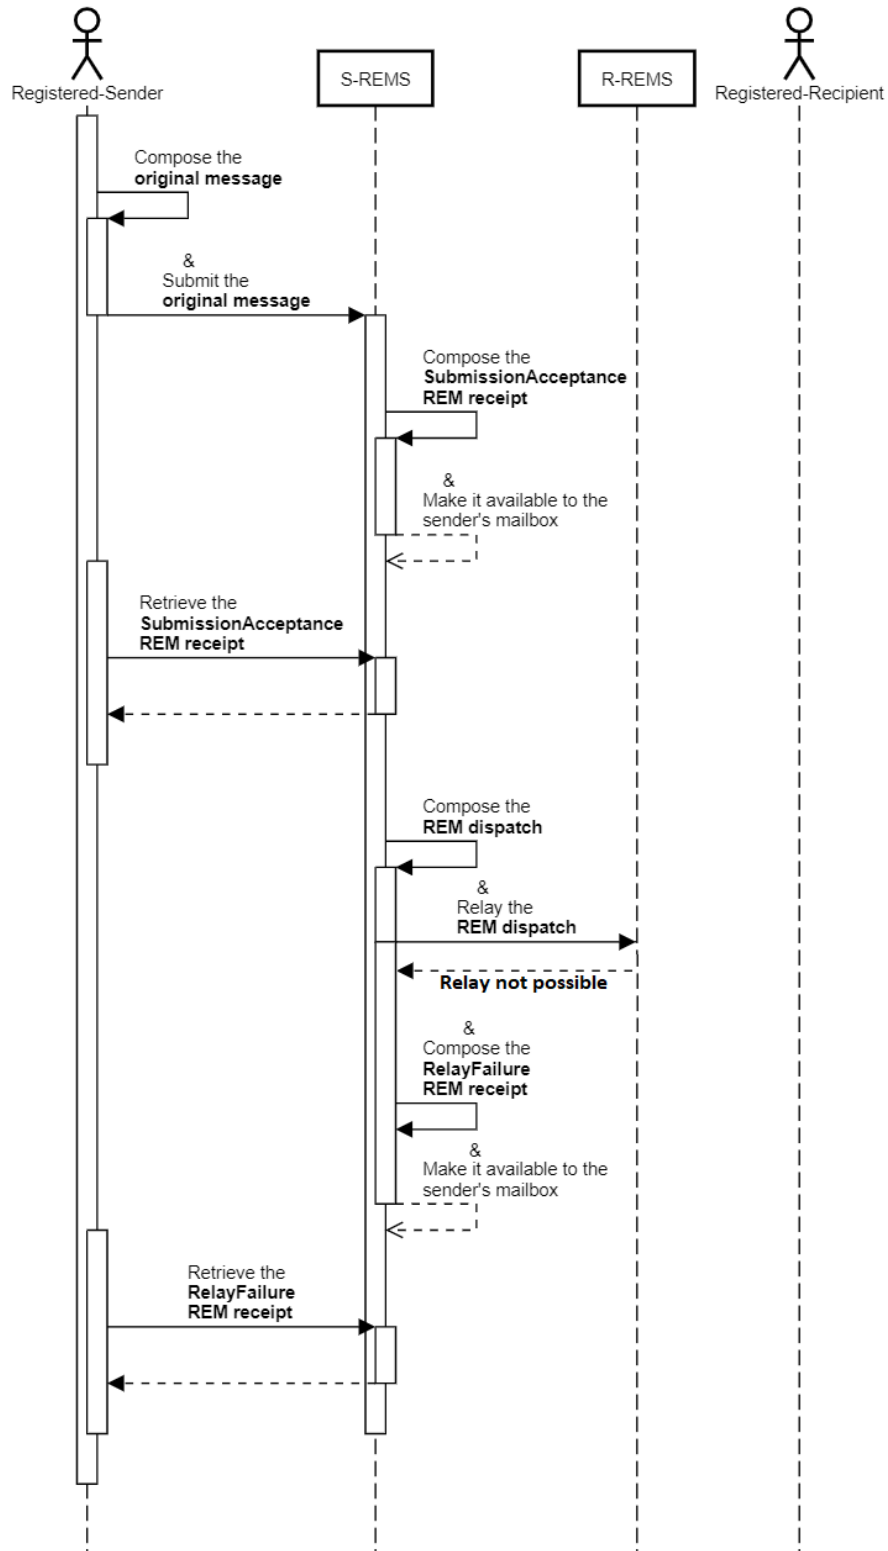 Registered-Sender
S-REMS
R-REMS
Registered-Recipient
Compose the
original message
&
Submit the
original message
Compose the
SubmissionAcceptance
REM receipt
&
Make it available to the
sender's mailbox
Retrieve the
SubmissionAcceptance
REM receipt
Compose the
REM dispatch
&
Relay the
REM dispatch
Relay not possible
&
Compose the
RelayFailure
REM receipt
&
Make it available to the
sender's mailbox
Retrieve the
RelayFailure
REM receipt